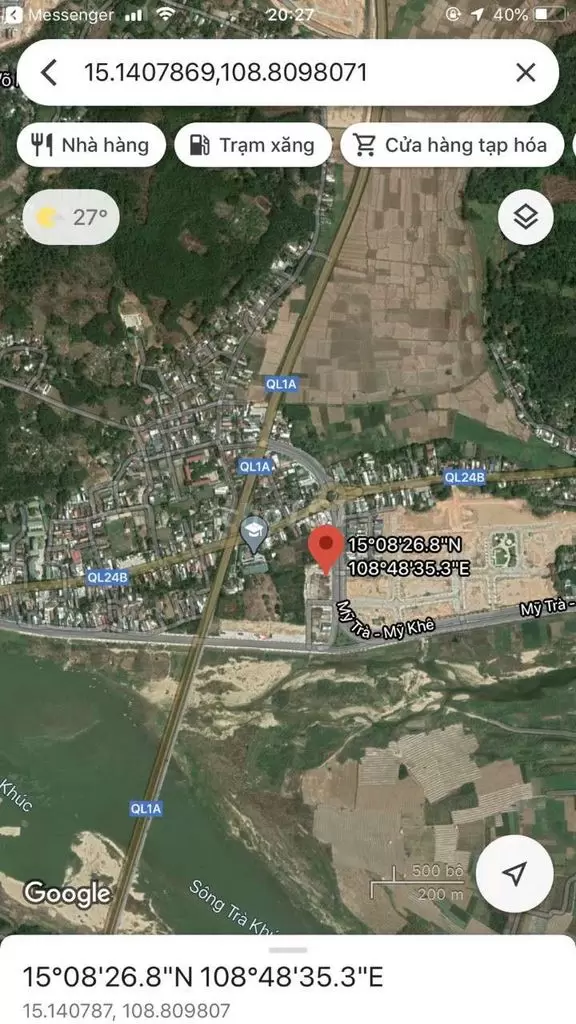 Messenger 20:27 40%
15.1407869,108.8098071
Nhà hàng Trạm xăng Cửa hàng tạp hóa
27°
QL1A
QL1A
QL24B
15°08'26.8"N
108°48'35.3"E
QL24B
Mỹ Trà -
Mỹ Trà - Mỹ Khê
Khúc
QL1A
500 bộ
200 m
Google
Sông Trà Khú
15°08'26.8"N 108°48'35.3"E
15.140787, 108.809807